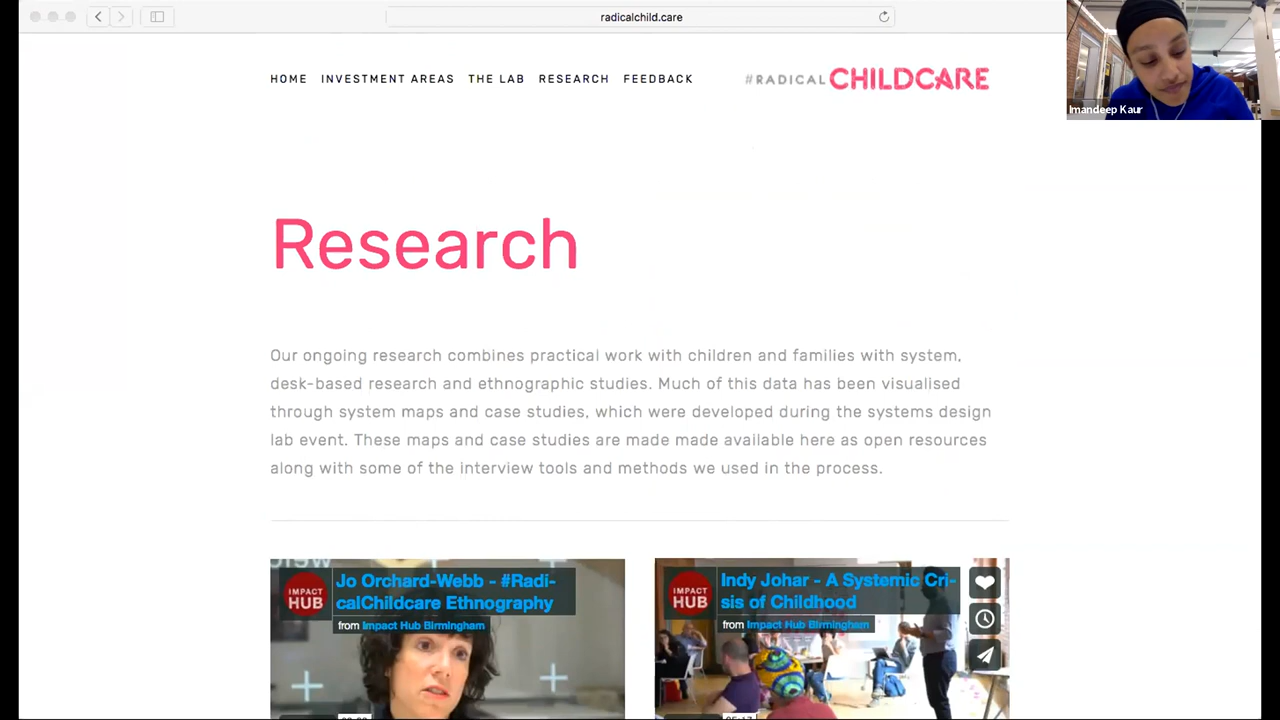 radicalchild.care
HOME INVESTMENT AREAS THE LAB RESEARCH FEEDBACK
#RADICAL CHILDCARE
Imandeep Kaur
Research
Our ongoing research combines practical work with children and families with system,
desk-based research and ethnographic studies. Much of this data has been visualised
through system maps and case studies, which were developed during the systems design
lab event. These maps and case studies are made made available here as open resources
along with some of the interview tools and methods we used in the process.
IMPACT
HUB
Jo Orchard-Webb - #Radi-
calChildcare Ethnography
from Impact Hub Birmingham
IMPACT
HUB
Indy Johar - A Systemic Cri-
sis of Childhood
from Impact Hub Birmingham